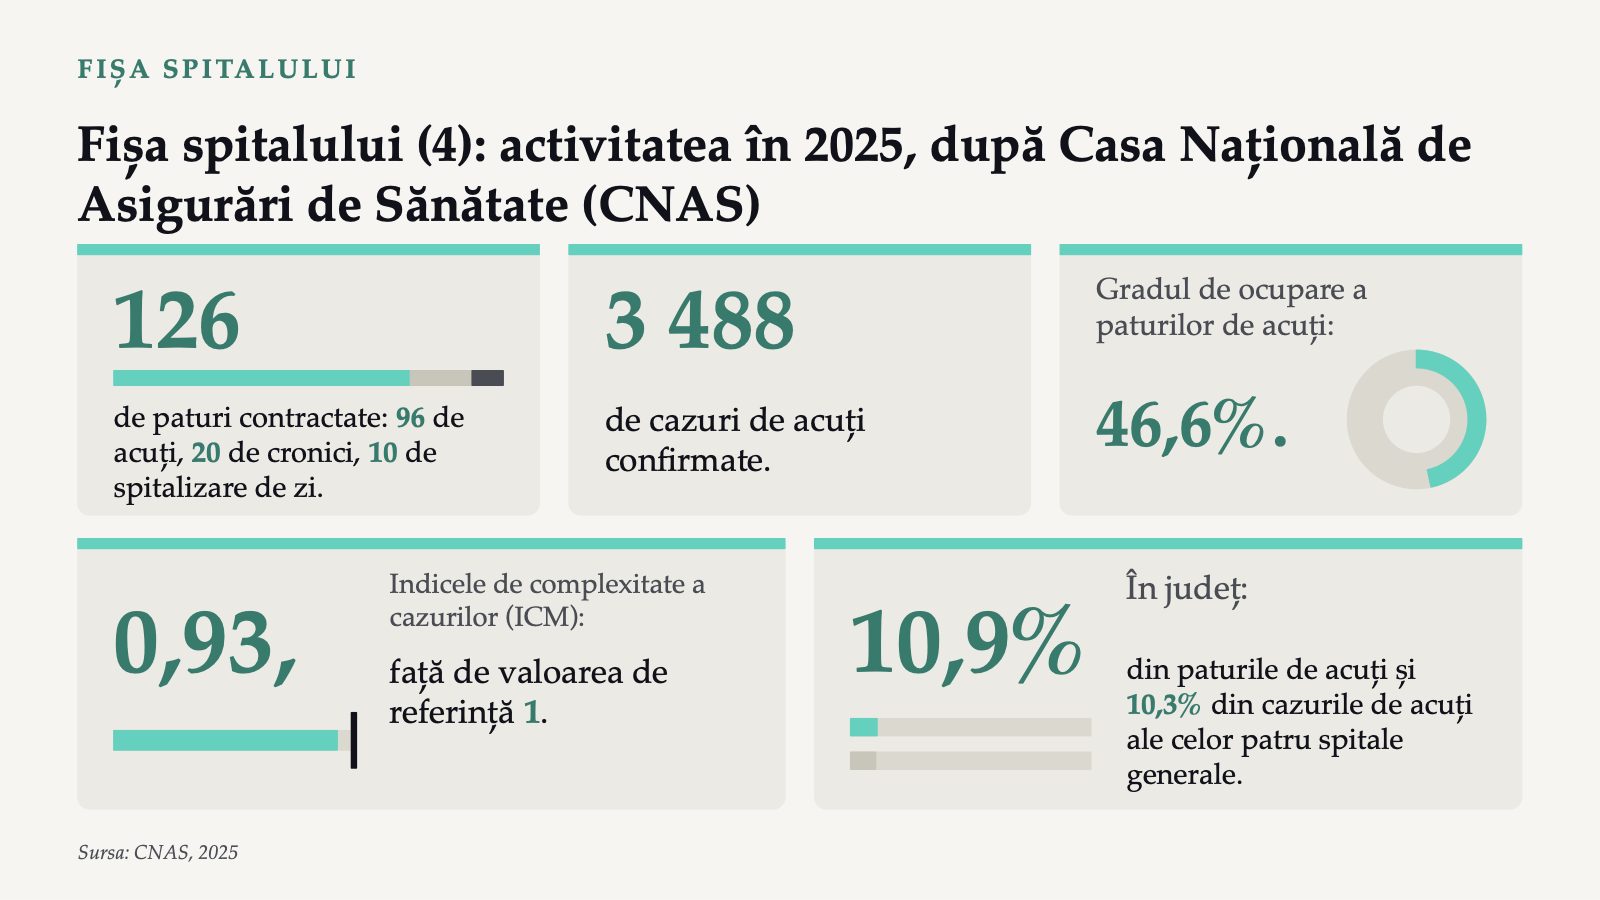 FIȘA SPITALULUI
Fișa spitalului (4): activitatea în 2025, după Casa Națională de
Asigurări de Sănătate (CNAS)
126
de paturi contractate: 96 de
acuți, 20 de cronici, 10 de
spitalizare de zi.
3 488
de cazuri de acuți
confirmate.
Gradul de ocupare a
paturilor de acuți:
46,6%.
0,93,
Indicele de complexitate a
cazurilor (ICM):
față de valoarea de
referință 1.
10,9%
În județ:
din paturile de acuți și
10,3% din cazurile de acuți
ale celor patru spitale
generale.
Sursa: CNAS, 2025